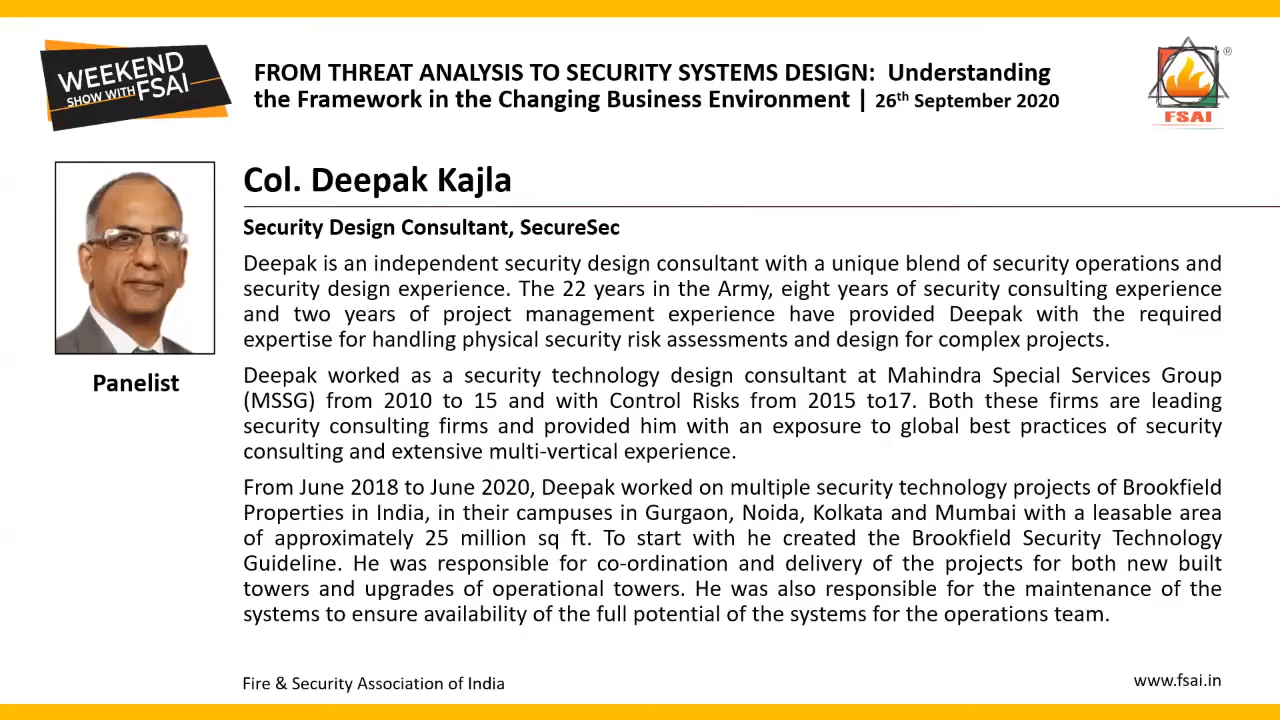 WEEKEND
SHOW WITH FSAI
FROM THREAT ANALYSIS TO SECURITY SYSTEMS DESIGN: Understanding
the Framework in the Changing Business Environment | 26th September 2020
®
FSAI
Col. Deepak Kajla
Security Design Consultant, SecureSec
Deepak is an independent security design consultant with a unique blend of security operations and
security design experience. The 22 years in the Army, eight years of security consulting experience
and two years of project management experience have provided Deepak with the required
expertise for handling physical security risk assessments and design for complex projects.
Panelist
Deepak worked as a security technology design consultant at Mahindra Special Services Group
(MSSG) from 2010 to 15 and with Control Risks from 2015 to17. Both these firms are leading
security consulting firms and provided him with an exposure to global best practices of security
consulting and extensive multi-vertical experience.
From June 2018 to June 2020, Deepak worked on multiple security technology projects of Brookfield
Properties in India, in their campuses in Gurgaon, Noida, Kolkata and Mumbai with a leasable area
of approximately 25 million sq ft. To start with he created the Brookfield Security Technology
Guideline. He was responsible for co-ordination and delivery of the projects for both new built
towers and upgrades of operational towers. He was also responsible for the maintenance of the
systems to ensure availability of the full potential of the systems for the operations team.
Fire & Security Association of India
www.fsai.in